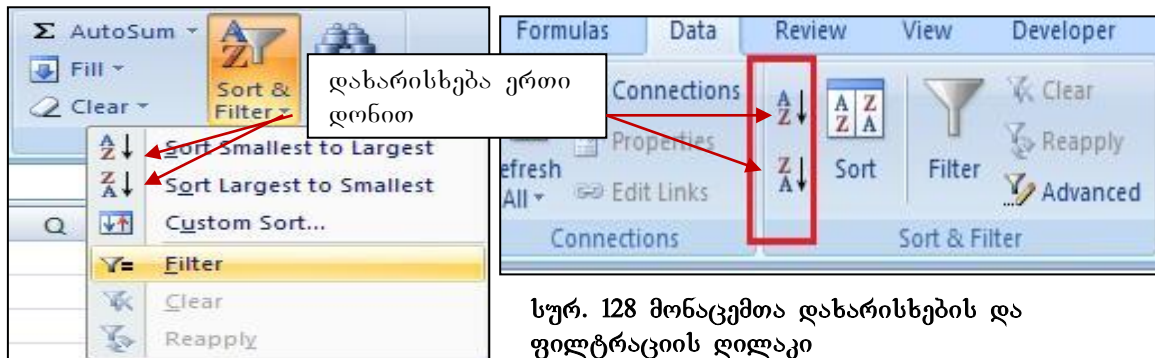 Σ AutoSum
Fill
Clear
Sort &
Filter
Sort Smallest to Largest
Sort Largest to Smallest
Custom Sort...
Filter
Clear
Reapply
Q
დახარისხება ერთი
დონით
Formulas Data Review View Developer
Connections
Properties
efresh
All
Edit Links
Connections
Sort
Filter
Clear
Reapply
Advanced
Sort & Filter
სურ. 128 მონაცემთა დახარისხების და
ფილტრაციის ღილაკი